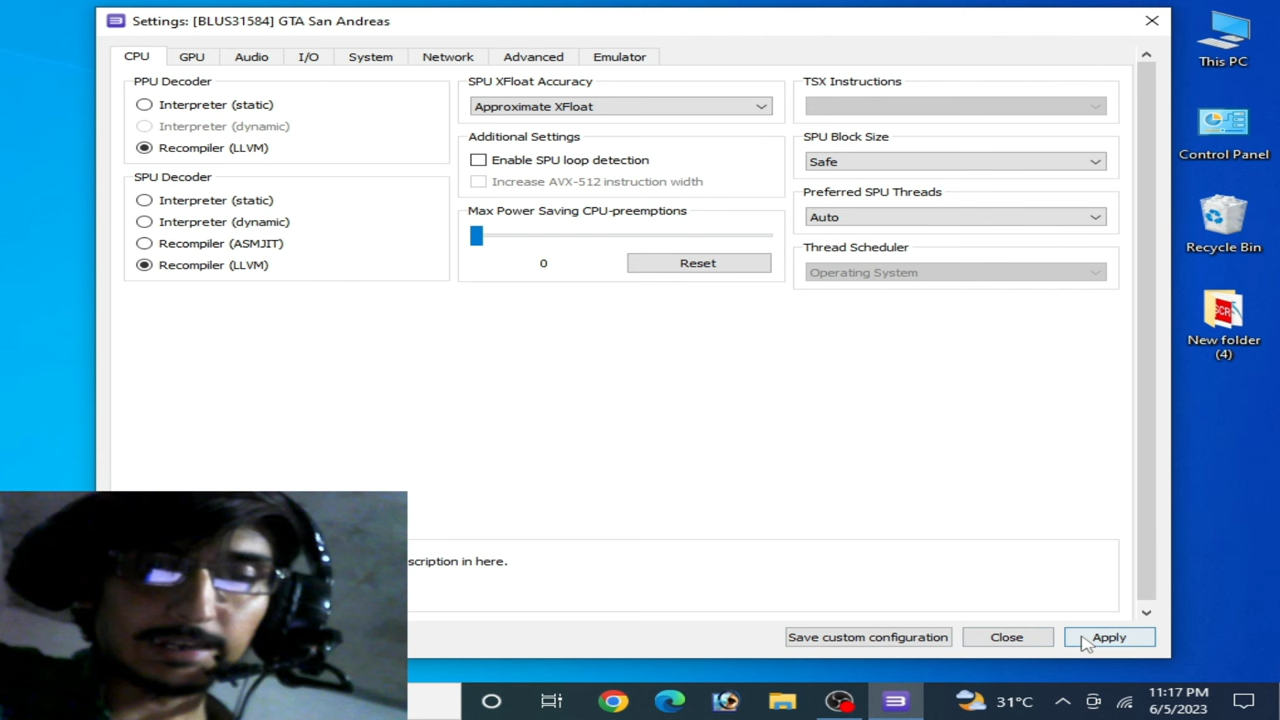 Settings: [BLUS31584] GTA San Andreas
CPU
GPU
Audio
I/O
System
Network
Advanced
Emulator
PPU Decoder
Interpreter (static)
Interpreter (dynamic)
Recompiler (LLVM)
SPU Decoder
Interpreter (static)
Interpreter (dynamic)
Recompiler (ASMJIT)
Recompiler (LLVM)
SPU XFloat Accuracy
Approximate XFloat
Additional Settings
Enable SPU loop detection
Increase AVX-512 instruction width
Max Power Saving CPU-preemptions
0
Reset
TSX Instructions
SPU Block Size
Safe
Preferred SPU Threads
Auto
Thread Scheduler
Operating System
scription in here.
Save custom configuration
Close
Apply
This PC
Control Panel
Recycle Bin
SCR
New folder
(4)
31°C
11:17 PM
6/5/2023